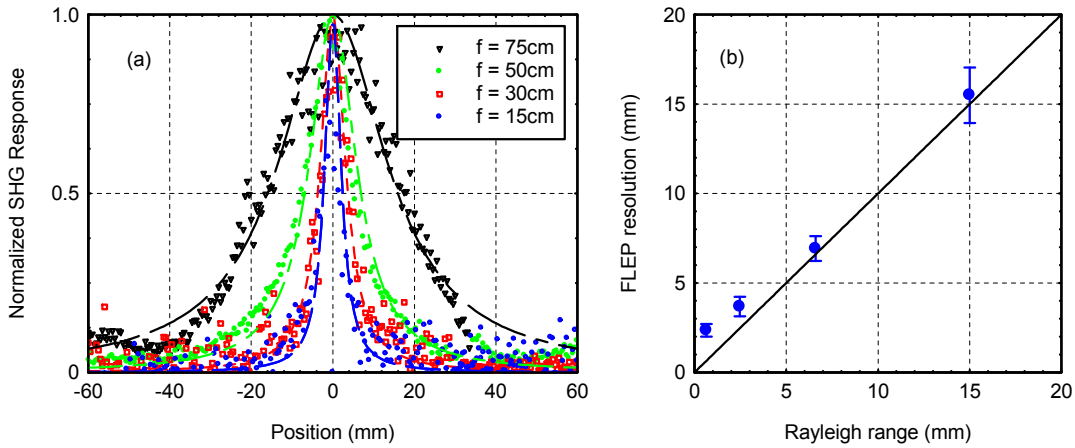 (a)
f = 75cm
f = 50cm
f = 30cm
f = 15cm
Normalized SHG Response
1.0
0.5
0
-60
-40
-20
0
20
40
60
Position (mm)
(b)
FLEP resolution (mm)
20
15
10
5
0
0
5
10
15
20
Rayleigh range (mm)